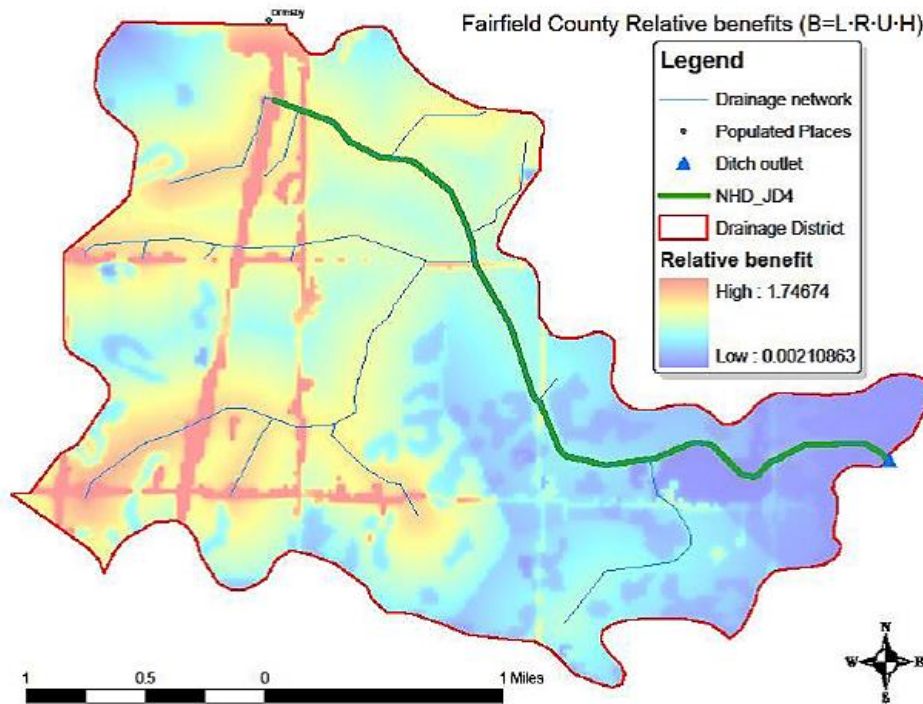 Ormsby
Fairfield County Relative benefits (B=L·R·U·H)
Legend
Drainage network
Populated Places
Ditch outlet
NHD_JD4
Drainage District
Relative benefit
High : 1.74674
Low : 0.00210863
N
W E
S
1 0.5 0 1 Miles